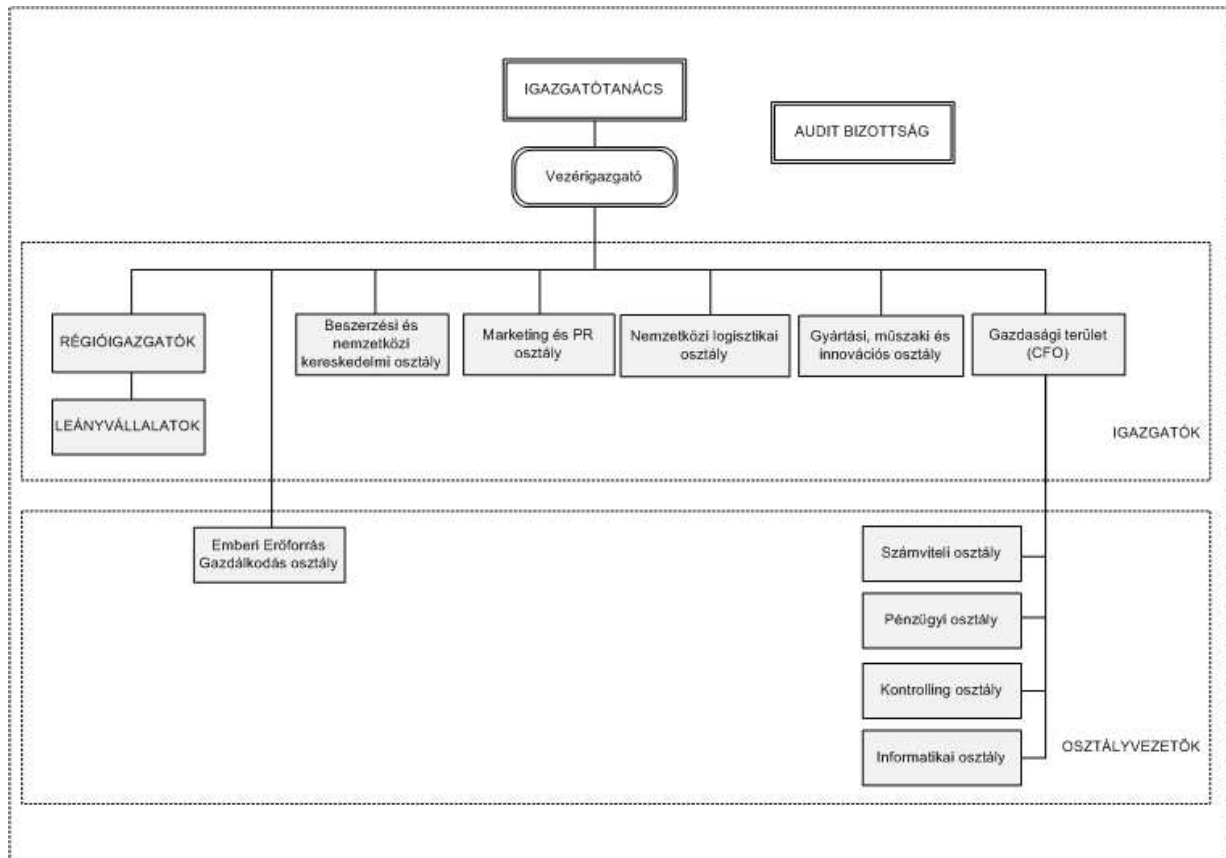 IGAZGATÓTANÁCS
AUDIT BIZOTTSÁG
Vezérigazgató
RÉGIÓIGAZGATÓK
Beszerzési és
nemzetközi
kereskedelmi osztály
Marketing és PR
osztály
Nemzetközi logisztikai
osztály
Gyártási, műszaki és
innovációs osztály
Gazdasági terület
(CFO)
LEÁNYVÁLLALATOK
IGAZGATÓK
Emberi Erőforrás
Gazdálkodás osztály
Számviteli osztály
Pénzügyi osztály
Kontrolling osztály
Informatikai osztály
OSZTÁLYVEZETŐK